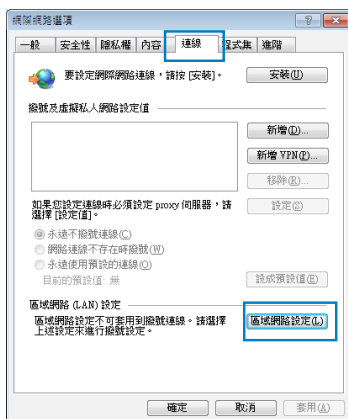 網際網路選項
一般 安全性 隱私權 內容 連線 程式集 進階
要設定網際網路連線，請按 [安裝]。 安裝(U)
撥號及虛擬私人網路設定值
新增(D)...
新增 VPN(P)...
移除(R)...
如果您設定連線時必須設定 proxy 伺服器，請
選擇 [設定值]。
設定(S)
永遠不撥號連線(C)
網路連線不存在時撥號(W)
永遠使用預設的連線(O)
目前的預設值: 無 設成預設值(E)
區域網路 (LAN) 設定
區域網路設定不可套用到撥號連線。請選擇
上述設定來進行撥號設定。
區域網路設定(L)
確定 取消 套用(A)